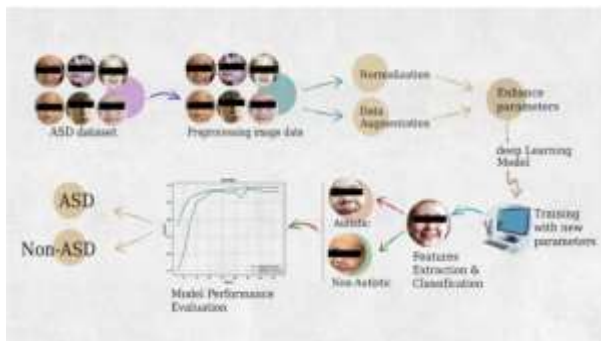 ASD dataset
Preprocessing image data
Normalization
Data
Augmentation
Enhance
parameters
deep Learning
Model
Training
with new
parameters
Features
Extraction &
Classification
Autistic
Non-Autistic
Model Performance
Evaluation
ASD
Non-ASD